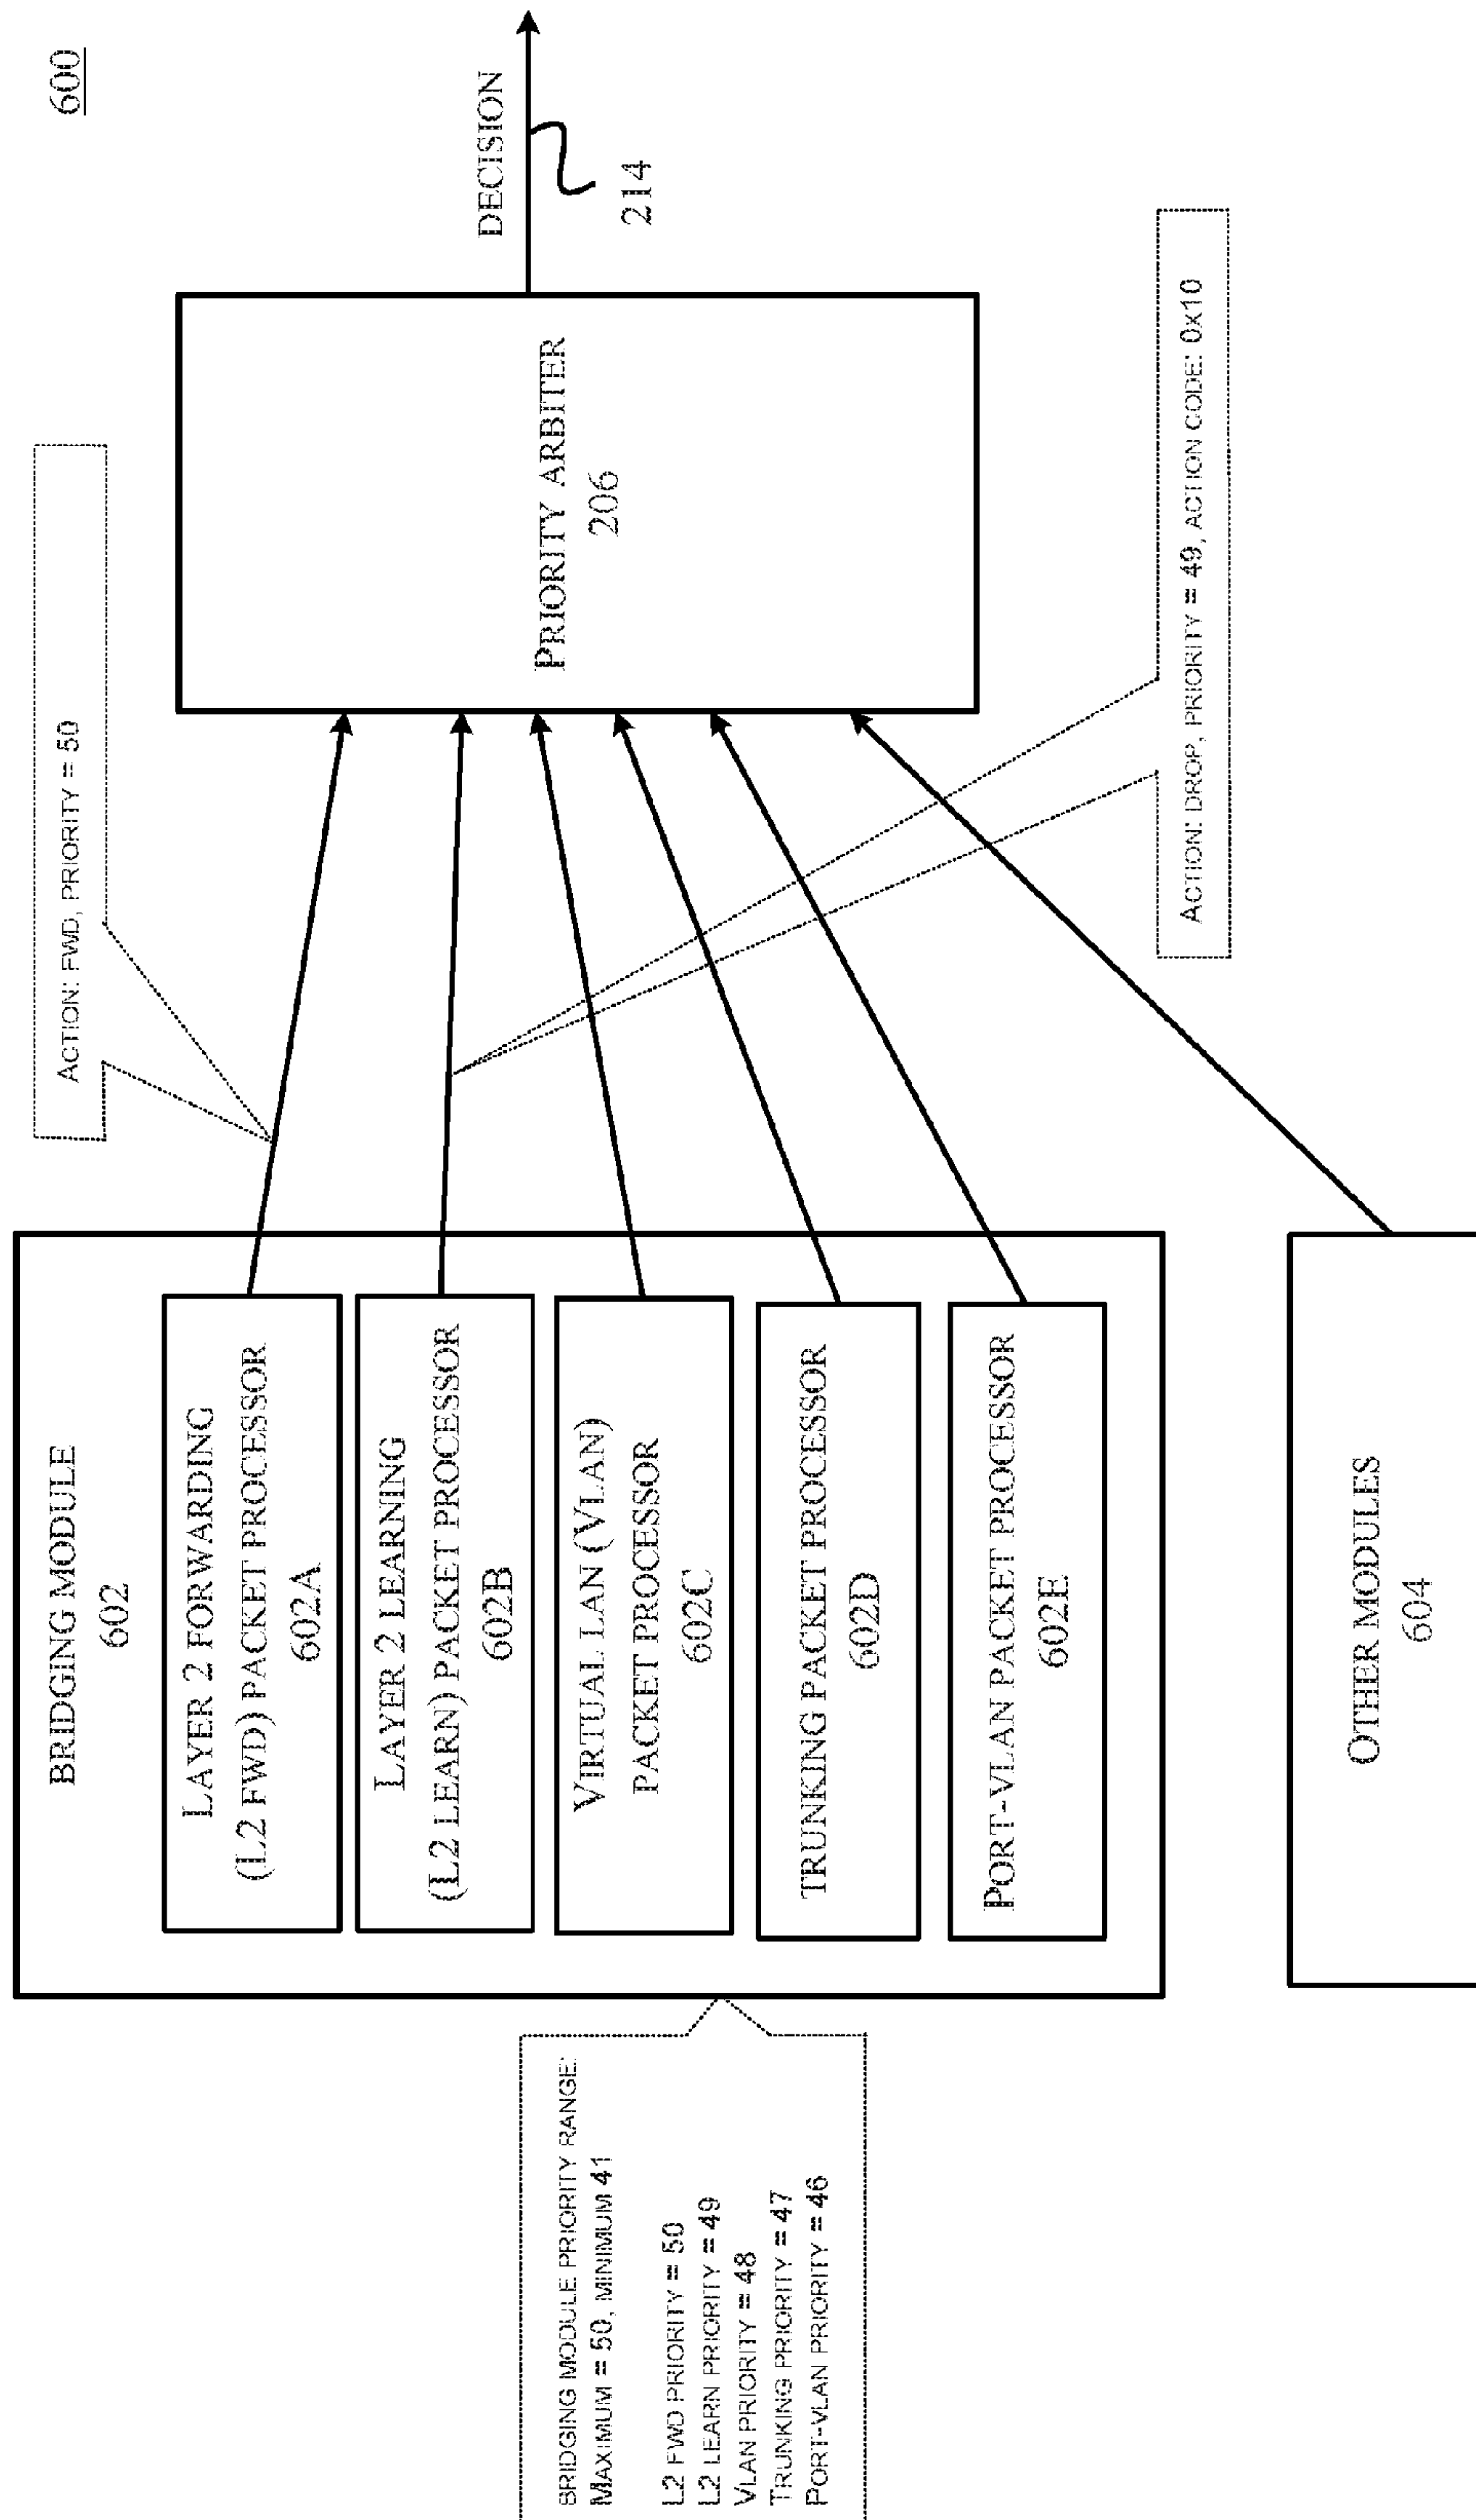 600
BRIDGING MODULE PRIORITY RANGE:
MAXIMUM = 50, MINIMUM 41
L2 FWD PRIORITY = 50
L2 LEARN PRIORITY = 49
VLAN PRIORITY = 48
TRUNKING PRIORITY = 47
PORT-VLAN PRIORITY = 46
BRIDGING MODULE
602
LAYER 2 FORWARDING
(L2 FWD) PACKET PROCESSOR
602A
LAYER 2 LEARNING
(L2 LEARN) PACKET PROCESSOR
602B
VIRTUAL LAN (VLAN)
PACKET PROCESSOR
602C
TRUNKING PACKET PROCESSOR
602D
PORT-VLAN PACKET PROCESSOR
602E
OTHER MODULES
604
ACTION: FWD, PRIORITY = 50
ACTION: DROP, PRIORITY = 49, ACTION CODE: 0x10
PRIORITY ARBITER
206
DECISION
214